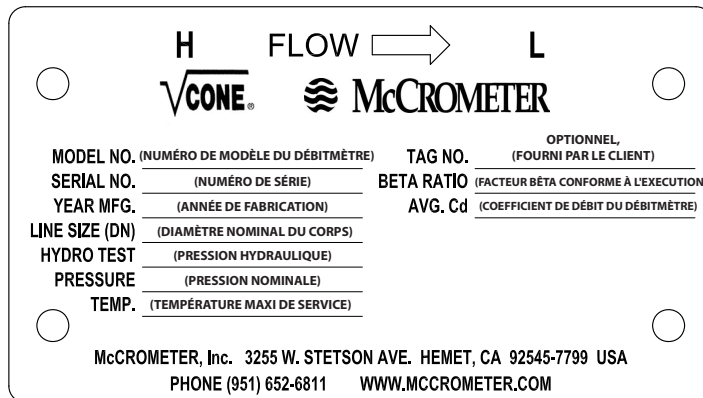 H FLOW L
√CONE® McCROMETER
OPTIONNEL,
MODEL NO. (NUMÉRO DE MODÈLE DU DÉBITMÈTRE) TAG NO. (FOURNI PAR LE CLIENT)
SERIAL NO. (NUMÉRO DE SÉRIE) BETA RATIO (FACTEUR BÊTA CONFORME À L'EXECUTION
YEAR MFG. (ANNÉE DE FABRICATION) AVG. Cd (COEFFICIENT DE DÉBIT DU DÉBITMÈTRE)
LINE SIZE (DN) (DIAMÈTRE NOMINAL DU CORPS)
HYDRO TEST (PRESSION HYDRAULIQUE)
PRESSURE (PRESSION NOMINALE)
TEMP. (TEMPÉRATURE MAXI DE SERVICE)
McCROMETER, Inc. 3255 W. STETSON AVE. HEMET, CA 92545-7799 USA
PHONE (951) 652-6811 WWW.MCCROMETER.COM